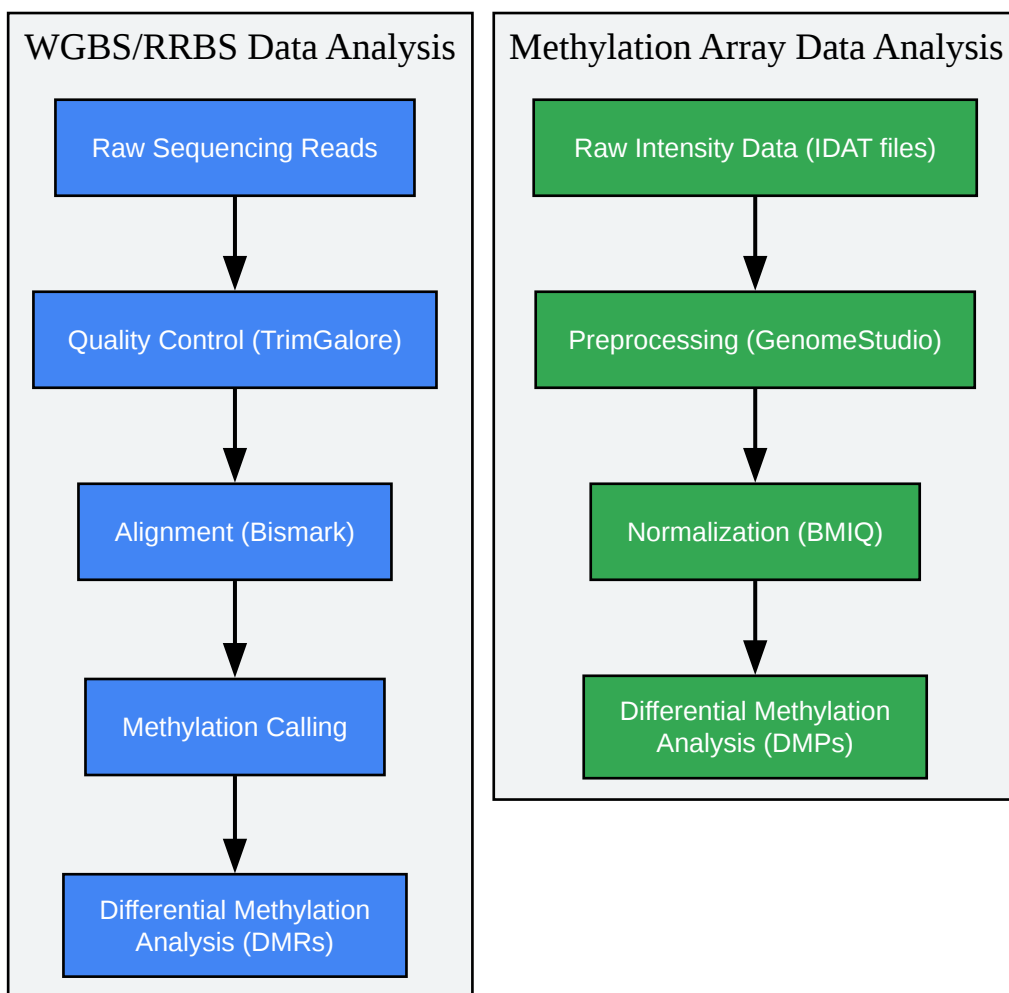 WGBS/RRBS Data Analysis
Raw Sequencing Reads
Quality Control (TrimGalore)
Alignment (Bismark)
Methylation Calling
Differential Methylation
Analysis (DMRs)
Methylation Array Data Analysis
Raw Intensity Data (IDAT files)
Preprocessing (GenomeStudio)
Normalization (BMIQ)
Differential Methylation
Analysis (DMPs)